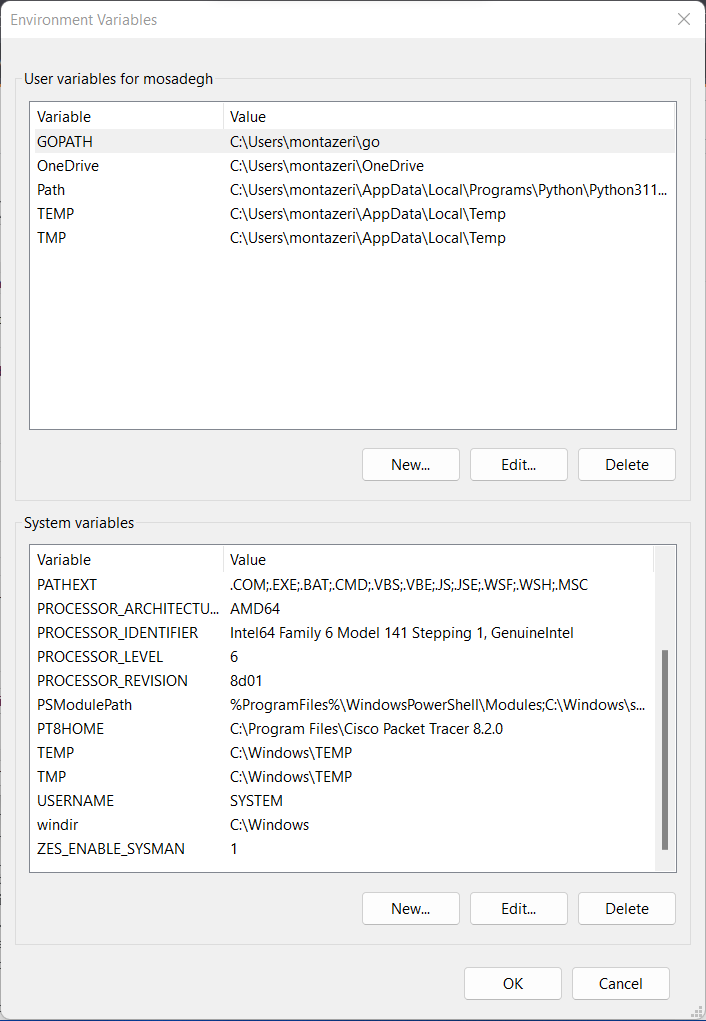 Environment Variables
User variables for mosadegh
Variable Value
GOPATH C:\Users\montazeri\go
OneDrive C:\Users\montazeri\OneDrive
Path C:\Users\montazeri\AppData\Local\Programs\Python\Python311...
TEMP C:\Users\montazeri\AppData\Local\Temp
TMP C:\Users\montazeri\AppData\Local\Temp
New... Edit... Delete
System variables
Variable Value
PATHEXT .COM;.EXE;.BAT;.CMD;.VBS;.VBE;.JS;.JSE;.WSF;.WSH;.MSC
PROCESSOR_ARCHITECTU... AMD64
PROCESSOR_IDENTIFIER Intel64 Family 6 Model 141 Stepping 1, GenuineIntel
PROCESSOR_LEVEL 6
PROCESSOR_REVISION 8d01
PSModulePath %ProgramFiles%\WindowsPowerShell\Modules;C:\Windows\s...
PT8HOME C:\Program Files\Cisco Packet Tracer 8.2.0
TEMP C:\Windows\TEMP
TMP C:\Windows\TEMP
USERNAME SYSTEM
windir C:\Windows
ZES_ENABLE_SYSMAN 1
New... Edit... Delete
OK Cancel